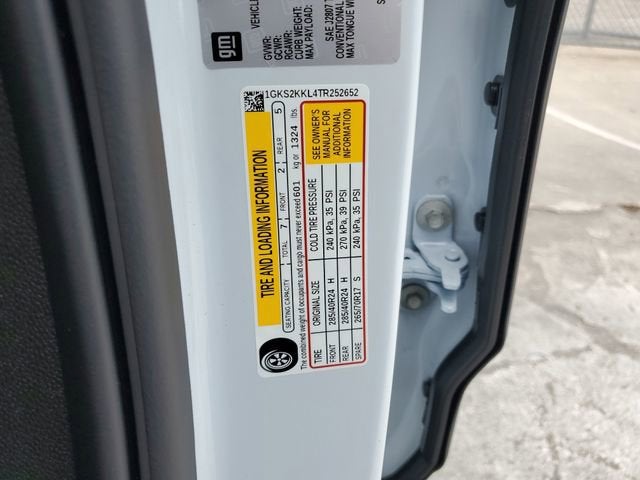 gm
VEHICLE
GVWR:
GCWR:
RGAWR:
CURB WEIGHT:
MAX PAYLOAD:
SAE J2807
CONVENTIONAL
MAX TONGUE W
1GKS2KKL4TR252652
TIRE AND LOADING INFORMATION
SEATING CAPACITY TOTAL 7 FRONT 2 REAR 5
The combined weight of occupants and cargo must never exceed 601 kg or 1324 lbs.
TIRE ORIGINAL SIZE COLD TIRE PRESSURE
FRONT 285/40R24 H 240 kPa, 35 PSI
REAR 285/40R24 H 270 kPa, 39 PSI
SPARE 265/70R17 S 240 kPa, 35 PSI
SEE OWNER'S
MANUAL FOR
ADDITIONAL
INFORMATION